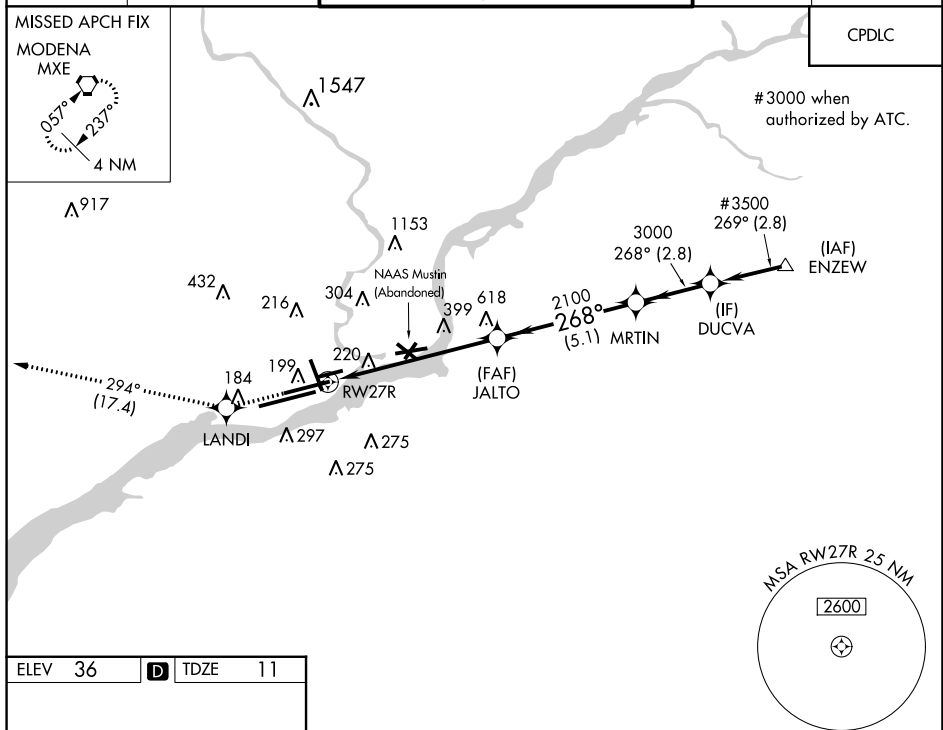 MISSED APCH FIX
MODENA
MXE
057°
237°
4 NM
CPDLC
#3000 when
authorized by ATC.
1547
917
1153
#3500
269° (2.8)
3000
268° (2.8)
(IAF)
ENZEW
NAAS Mustin
(Abandoned)
432
216
304
399
618
2100
268°
(5.1)
MRTIN
(IF)
DUCVA
220
199
184
RW27R
(FAF)
JALTO
294°
(17.4)
LANDI
297
275
275
MSA RW27R 25 NM
2600
ELEV 36 D TDZE 11